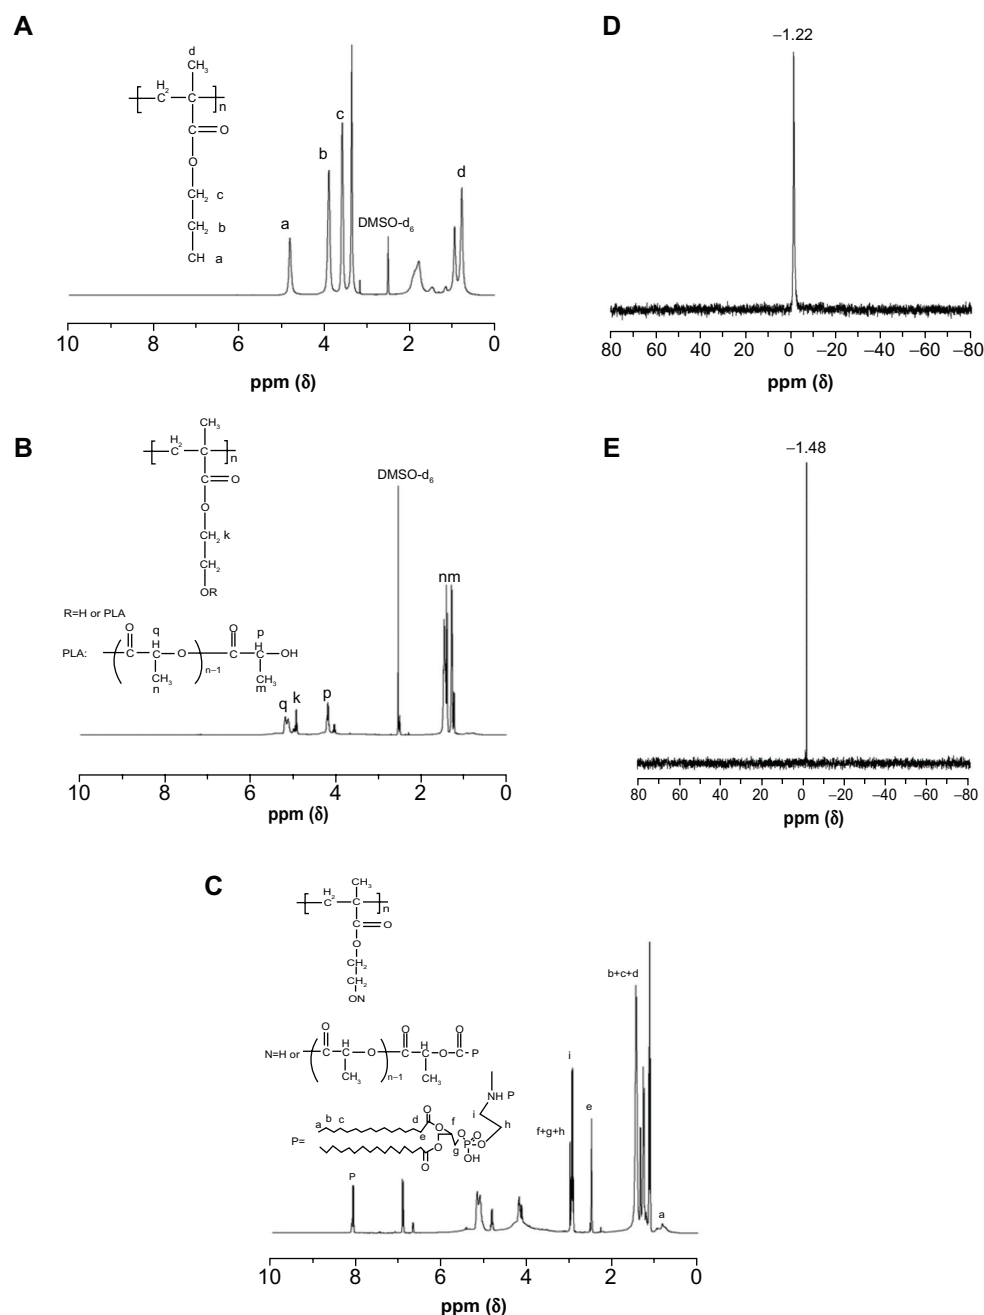 A
d
CH3
H2
C
C
n
C
O
O
CH2 c
CH2 b
CH a
a
b
c
DMSO-d6
d
10 8 6 4 2 0
ppm (δ)
D
−1.22
80 60 40 20 0 −20 −40 −60 −80
ppm (δ)
B
CH3
H2
C
C
n
C
O
O
CH2 k
CH2
OR
R=H or PLA
PLA:
O
C
q
H
C
O
n−1
CH3
n
O
C
p
H
C
OH
CH3
m
q
k
p
DMSO-d6
nm
10 8 6 4 2 0
ppm (δ)
E
−1.48
80 60 40 20 0 −20 −40 −60 −80
ppm (δ)
C
CH3
H2
C
C
n
C
O
O
CH2
CH2
ON
N=H or
O
C
H
C
O
n−1
CH3
O
C
H
C
O
CH3
O
C
P
NH P
i
h
P=
a b c d
O
O
e
f
g
O
O
P
O
O
OH
O
P
i
f+g+h
e
b+c+d
a
10 8 6 4 2 0
ppm (δ)